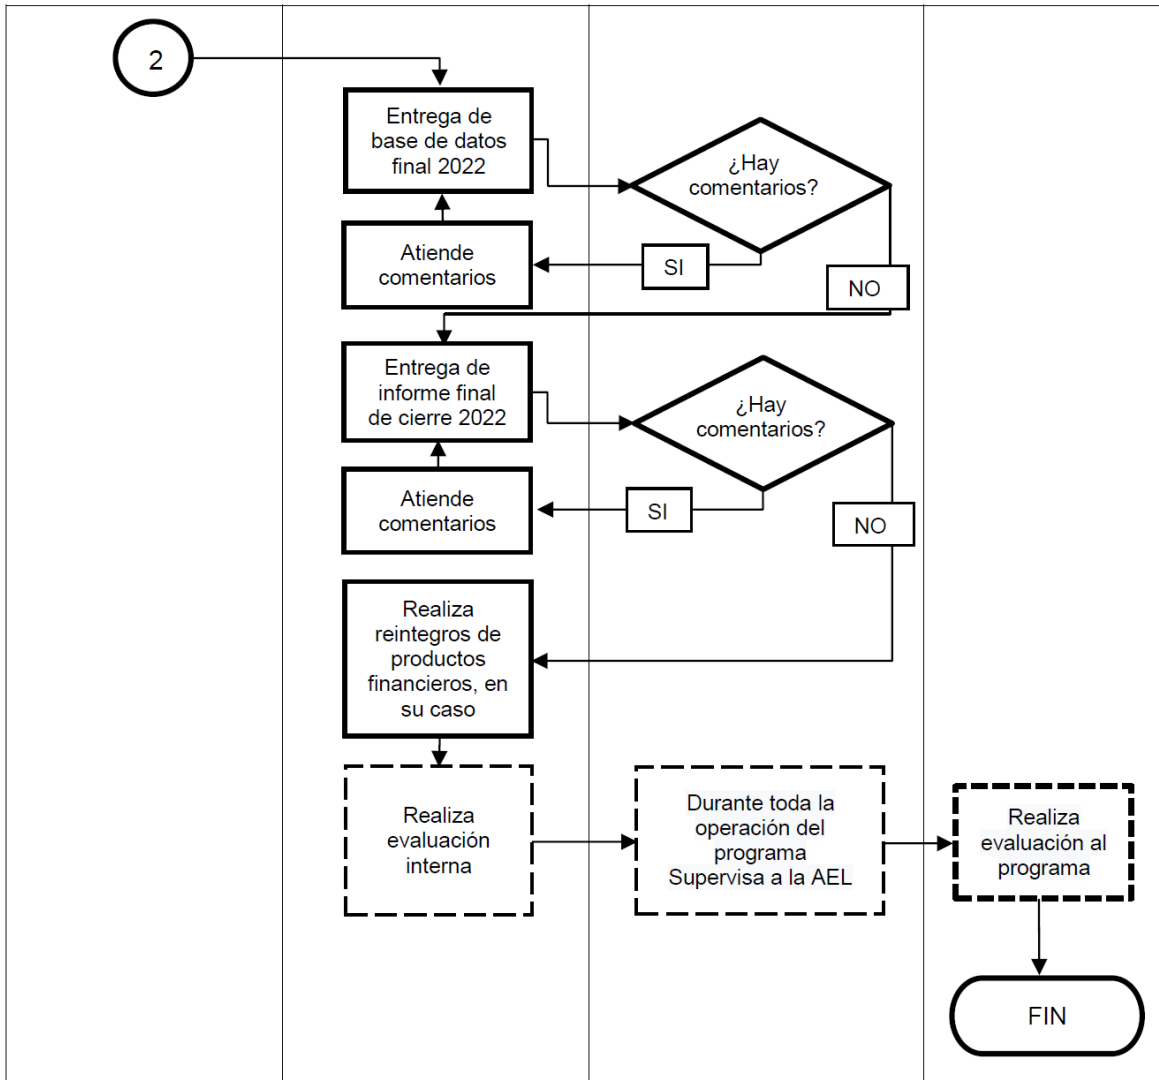 2
Entrega de
base de datos
final 2022
¿Hay
comentarios?
Atiende
comentarios
SI
NO
Entrega de
informe final
de cierre 2022
¿Hay
comentarios?
Atiende
comentarios
SI
NO
Realiza
reintegros de
productos
financieros, en
su caso
Realiza
evaluación
interna
Durante toda la
operación del
programa
Supervisa a la AEL
Realiza
evaluación al
programa
FIN